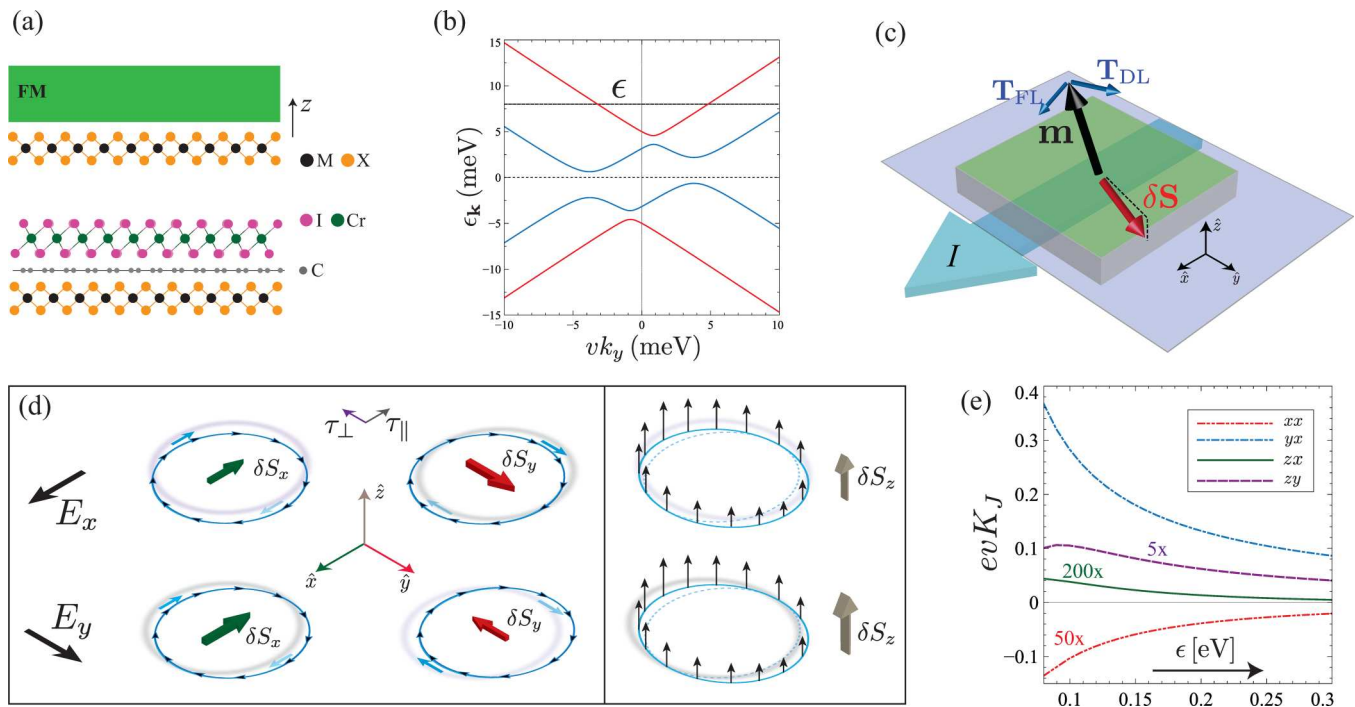 (a)
FM
z
M X
I Cr
C
(b)
15
10
5
0
−5
−10
−15
ϵ
ϵ_k (meV)
−10 −5 0 5 10
vk_y (meV)
(c)
T_FL
T_DL
m
δS
I
ẑ
x̂
ŷ
(d)
τ_⊥ τ_∥
E_x
δS_x
δS_y
δS_z
ẑ
x̂
ŷ
E_y
δS_x
δS_y
δS_z
(e)
0.4
0.3
0.2
0.1
0
−0.1
evK_J
xx
yx
zx
zy
5x
200x
50x
ϵ [eV]
0.1 0.15 0.2 0.25 0.3